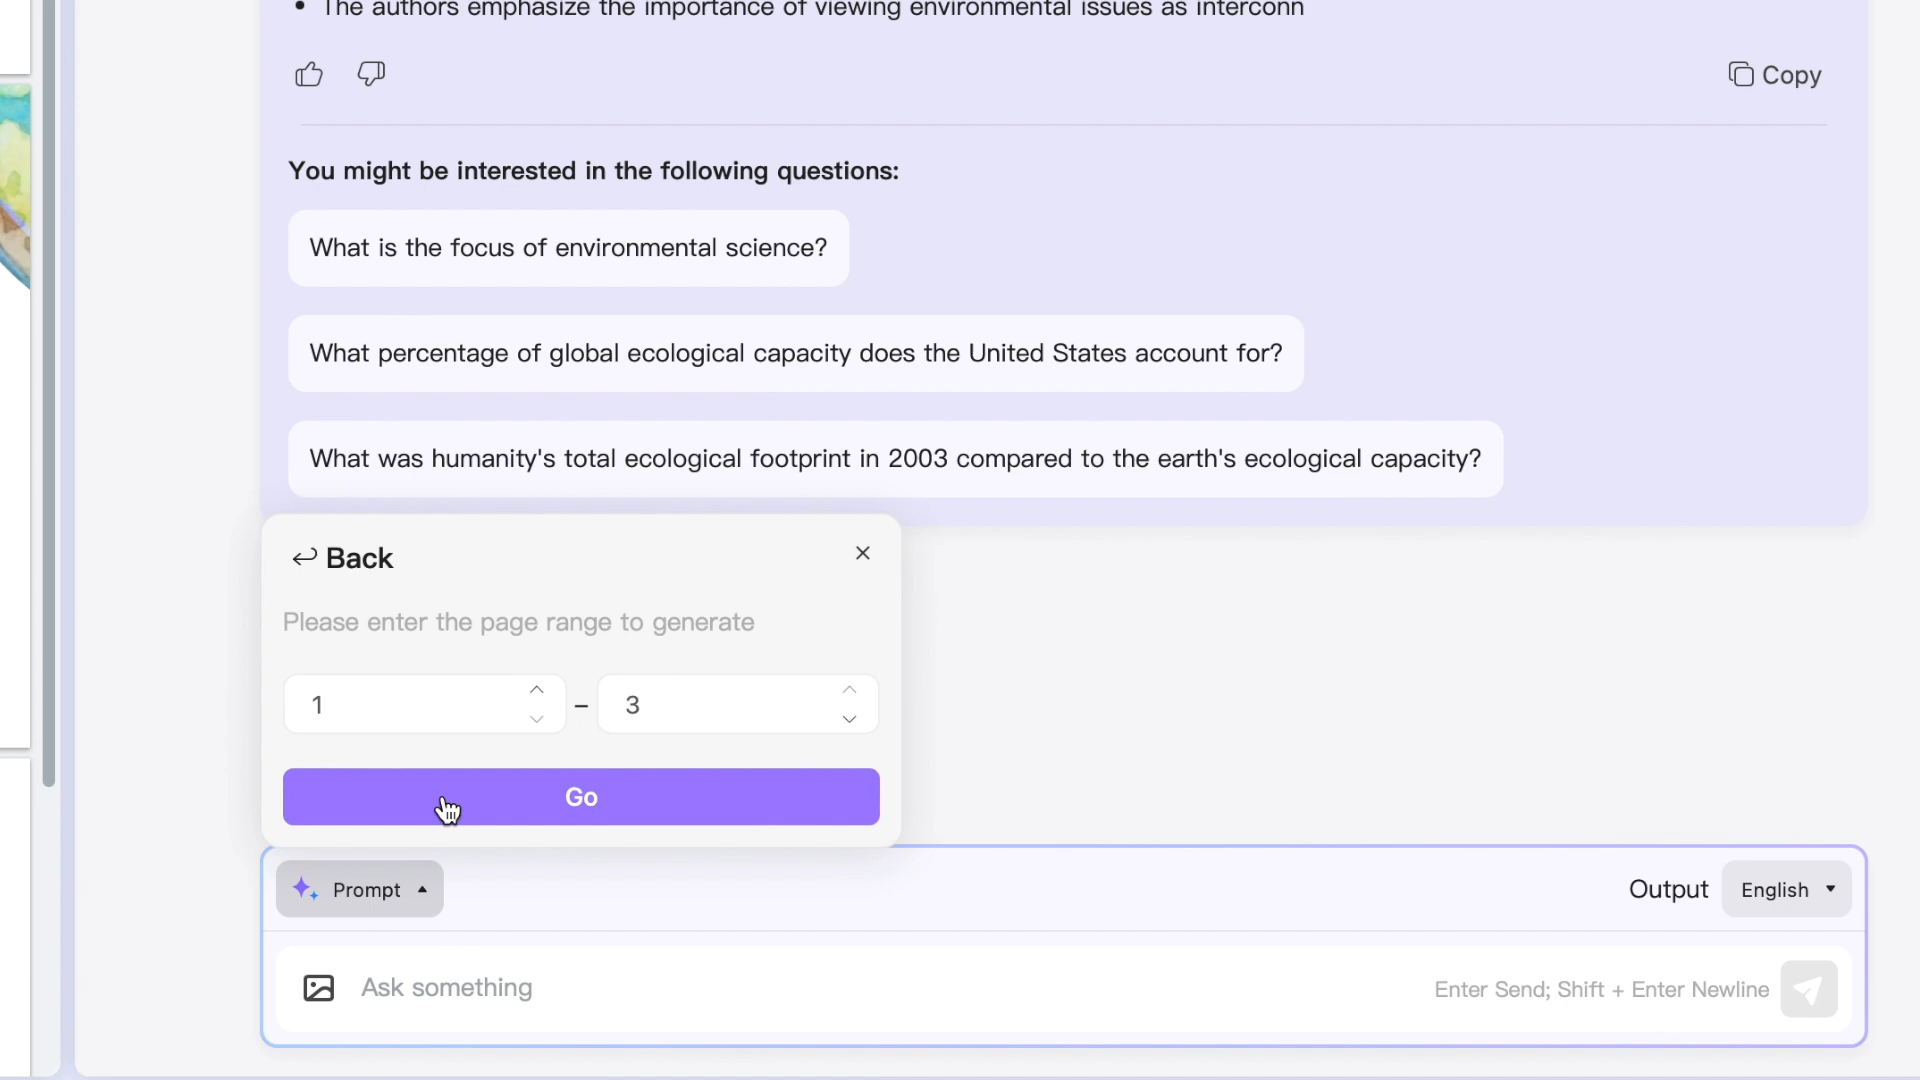 • The authors emphasize the importance of viewing environmental issues as interconn
Copy
You might be interested in the following questions:
What is the focus of environmental science?
What percentage of global ecological capacity does the United States account for?
What was humanity's total ecological footprint in 2003 compared to the earth's ecological capacity?
Back
Please enter the page range to generate
1 – 3
Go
Prompt
Output English
Ask something
Enter Send; Shift + Enter Newline